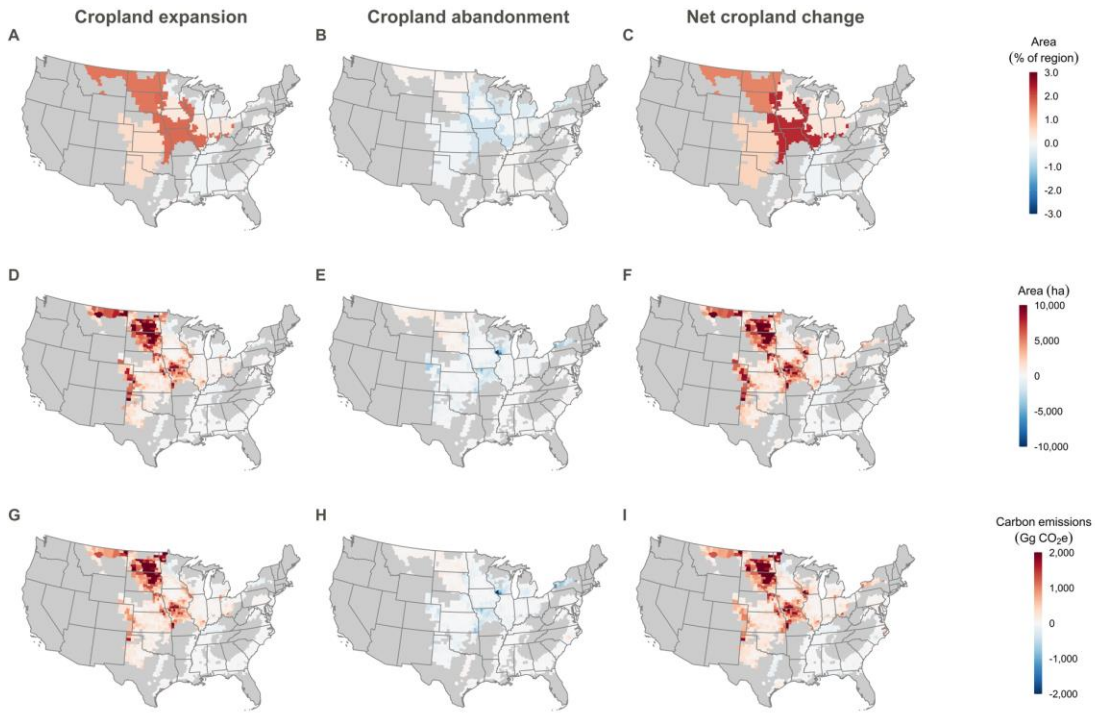 Cropland expansion
Cropland abandonment
Net cropland change
A
B
C
Area
(% of region)
3.0
2.0
1.0
0.0
-1.0
-2.0
-3.0
D
E
F
Area (ha)
10,000
5,000
0
-5,000
-10,000
G
H
I
Carbon emissions
(Gg CO₂e)
2,000
1,000
0
-1,000
-2,000